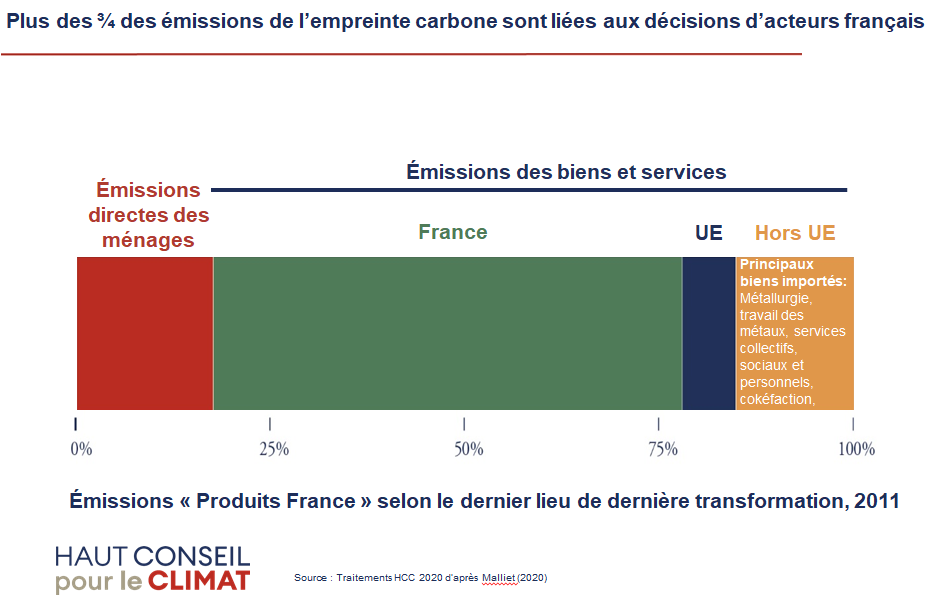 Plus des ¾ des émissions de l’empreinte carbone sont liées aux décisions d’acteurs français
Émissions des biens et services
Émissions
directes des
ménages
France
UE
Hors UE
Principaux
biens importés:
Métallurgie,
travail des
métaux, services
collectifs,
sociaux et
personnels,
cokéfaction,
0%
25%
50%
75%
100%
Émissions « Produits France » selon le dernier lieu de dernière transformation, 2011
HAUT CONSEIL
pour le CLIMAT
Source : Traitements HCC 2020 d'après Malliet (2020)